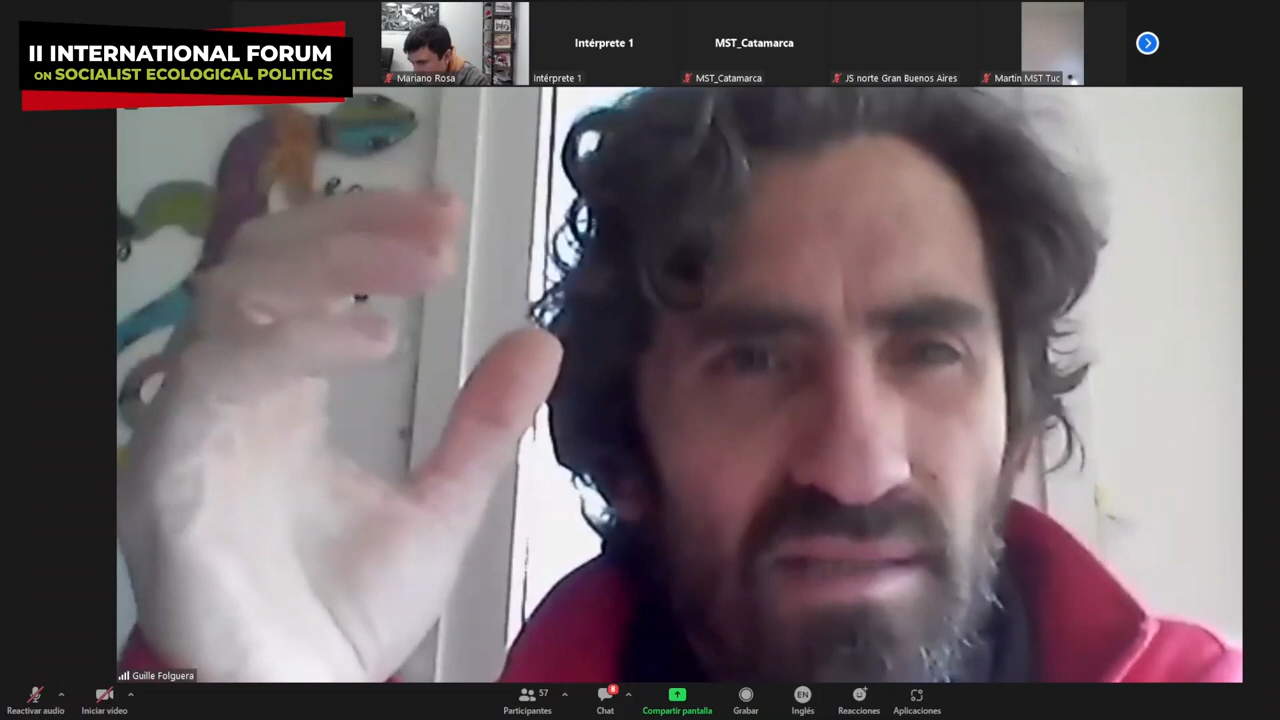 II INTERNATIONAL FORUM
ON SOCIALIST ECOLOGICAL POLITICS
Mariano Rosa
Intérprete 1
Intérprete 1
MST_Catamarca
MST_Catamarca
JS norte Gran Buenos Aires
Martin MST Tuc
Guille Folguera
Reactivar audio
Iniciar video
57
Participantes
8
Chat
Compartir pantalla
Grabar
EN
Inglés
Reacciones
Aplicaciones